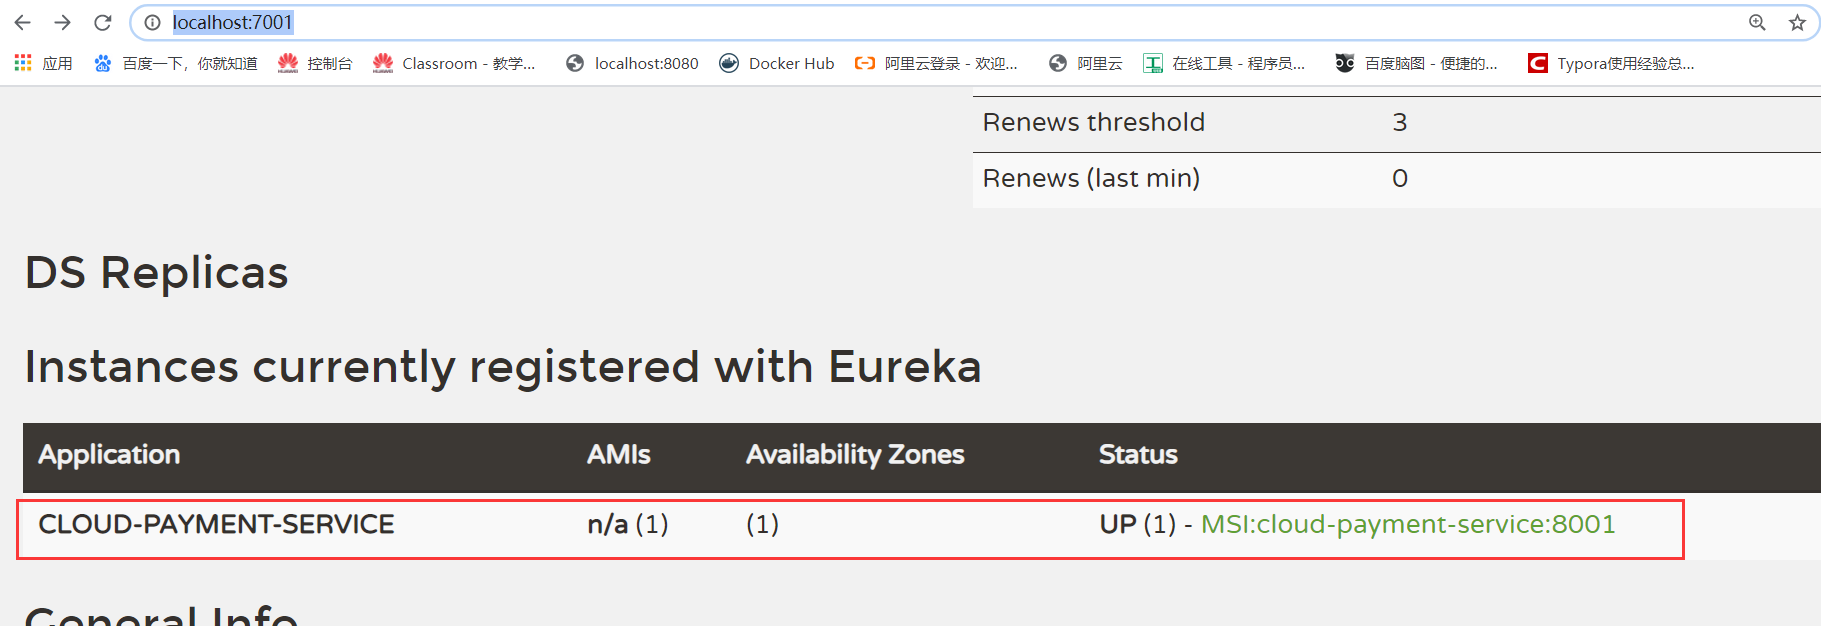 localhost:7001
应用 百度一下，你就知道 控制台 Classroom - 教学... localhost:8080 Docker Hub 阿里云登录 - 欢迎... 阿里云 在线工具 - 程序员... 百度脑图 - 便捷的... Typora使用经验总...
Renews threshold 3
Renews (last min) 0
DS Replicas
Instances currently registered with Eureka
Application AMIs Availability Zones Status
CLOUD-PAYMENT-SERVICE n/a (1) (1) UP (1) - MSI:cloud-payment-service:8001
General Info